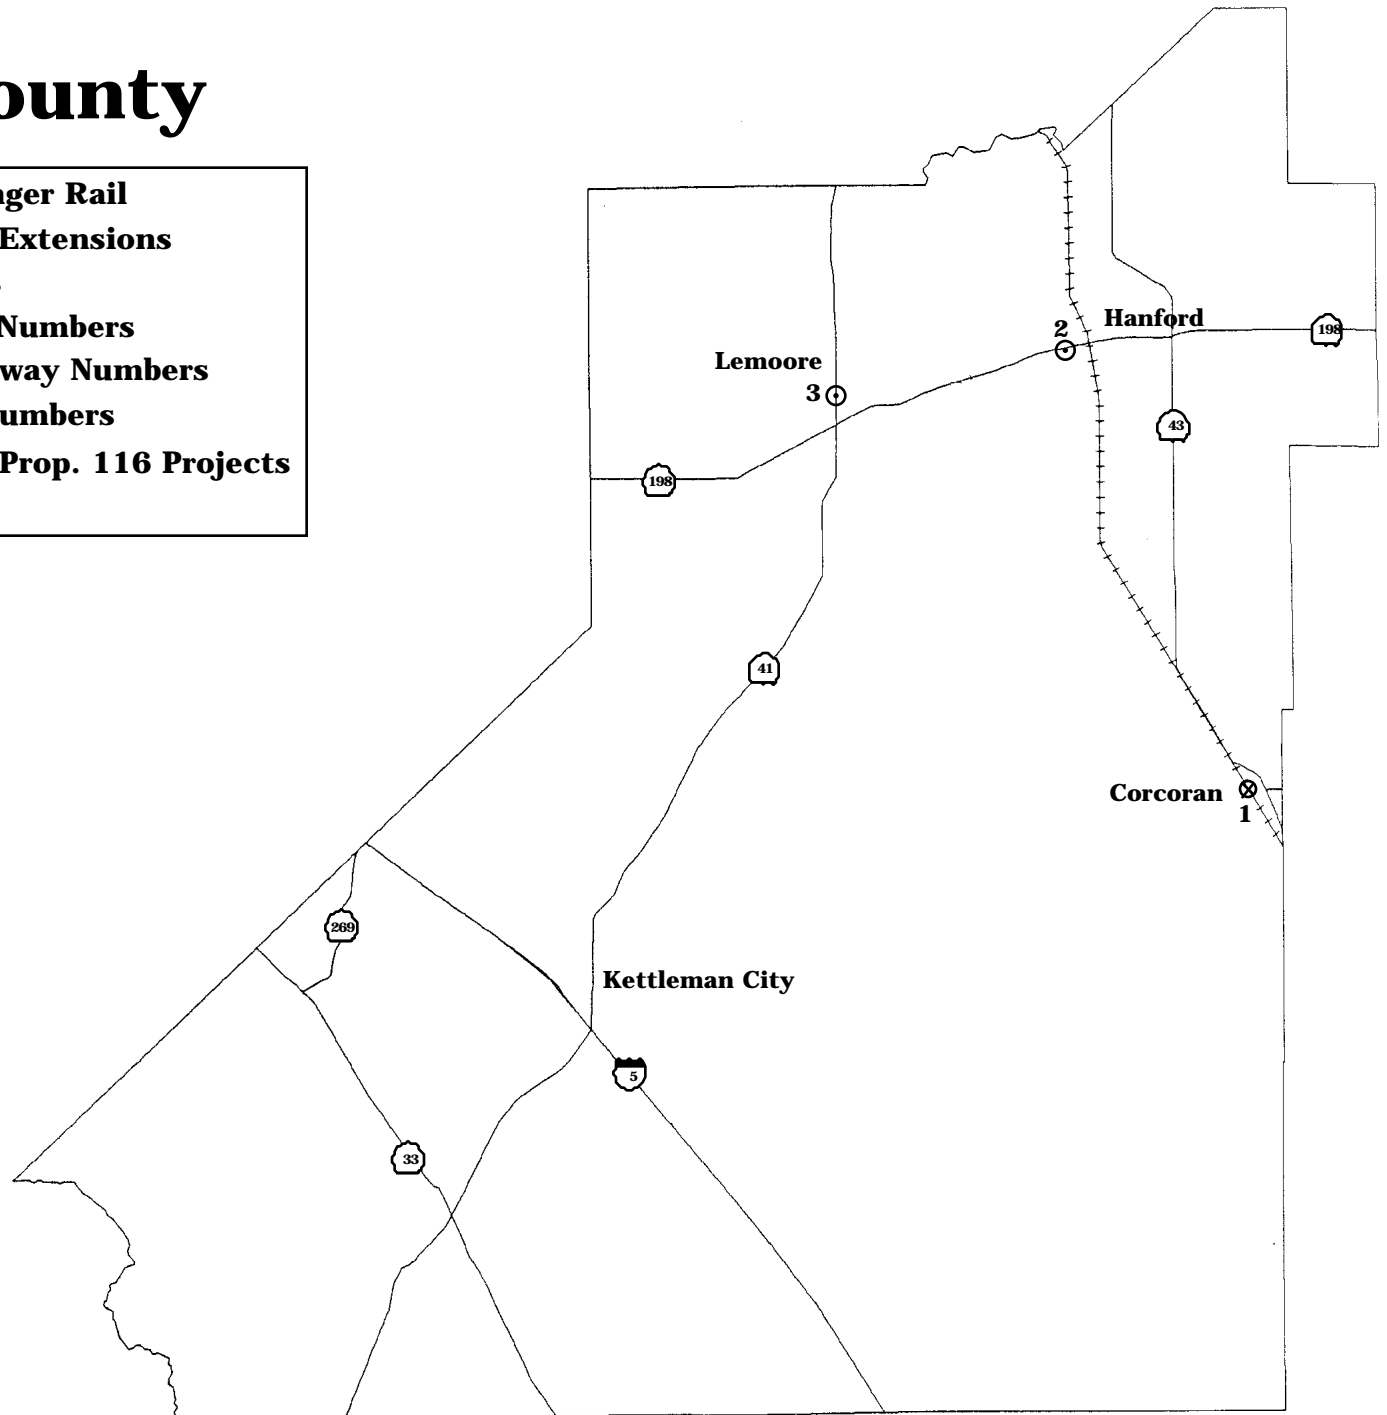 ounty
nger Rail
Extensions
s
Numbers
way Numbers
umbers
Prop. 116 Projects
2
Hanford
198
Lemoore
3
43
198
41
Corcoran
1
269
Kettleman City
5
33